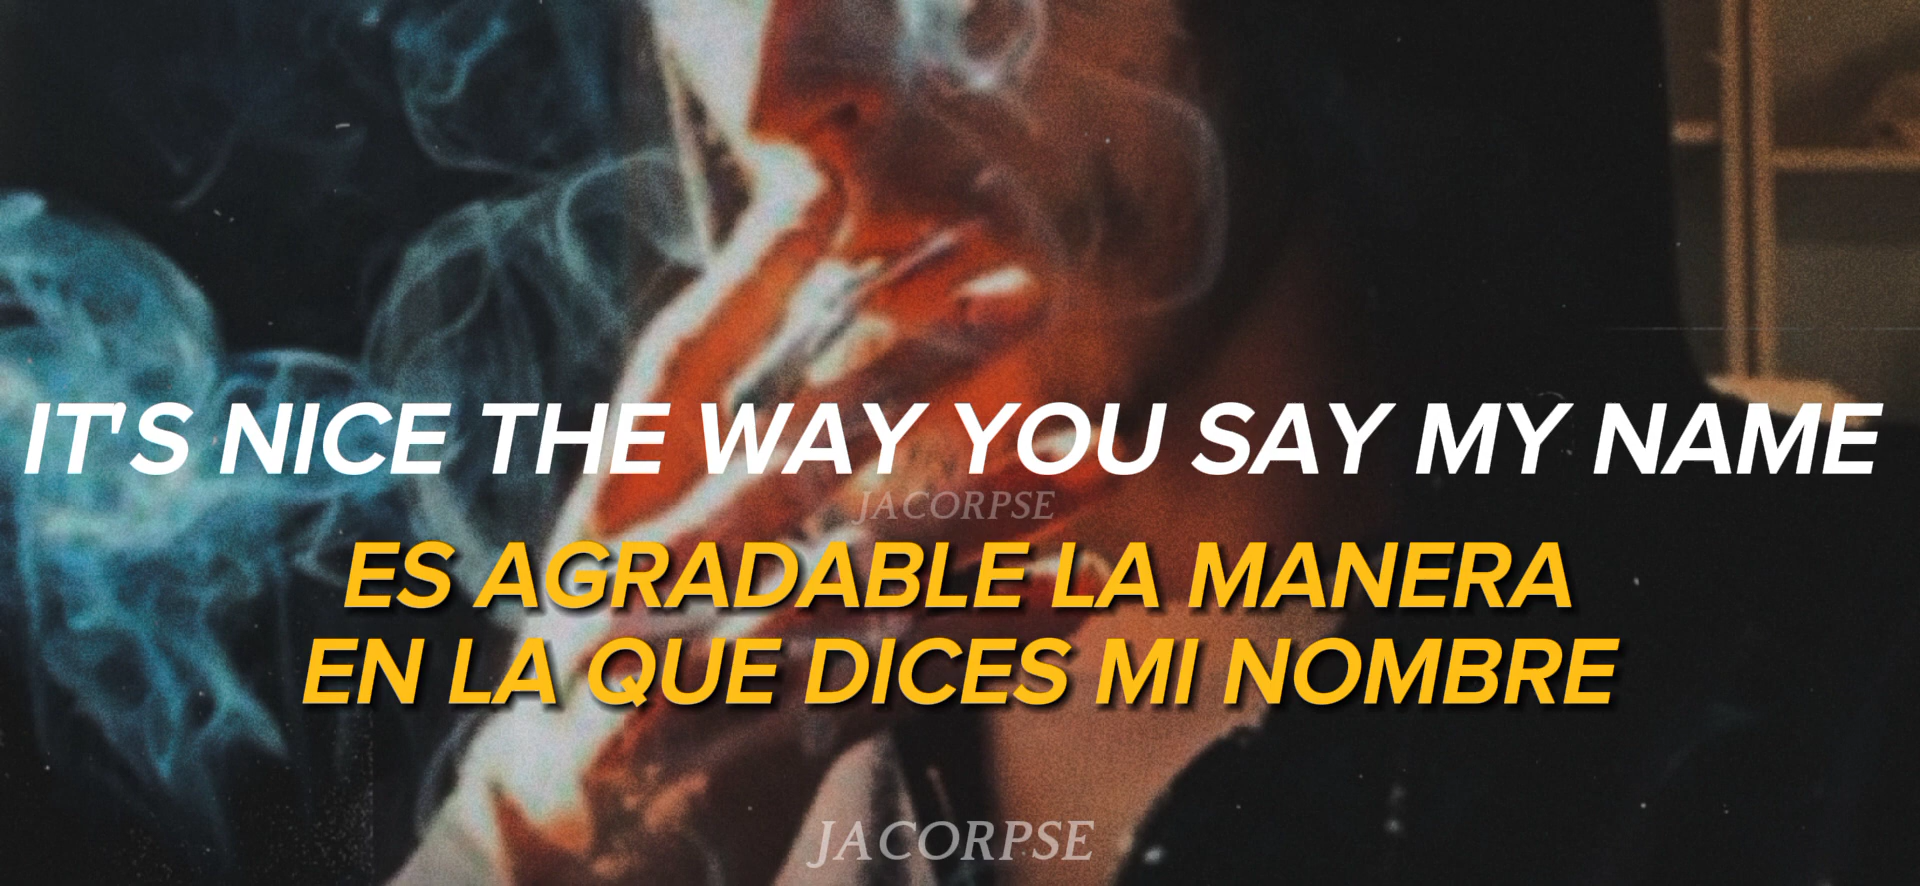 IT'S NICE THE WAY YOU SAY MY NAME
JACORPSE
ES AGRADABLE LA MANERA
EN LA QUE DICES MI NOMBRE
JACORPSE